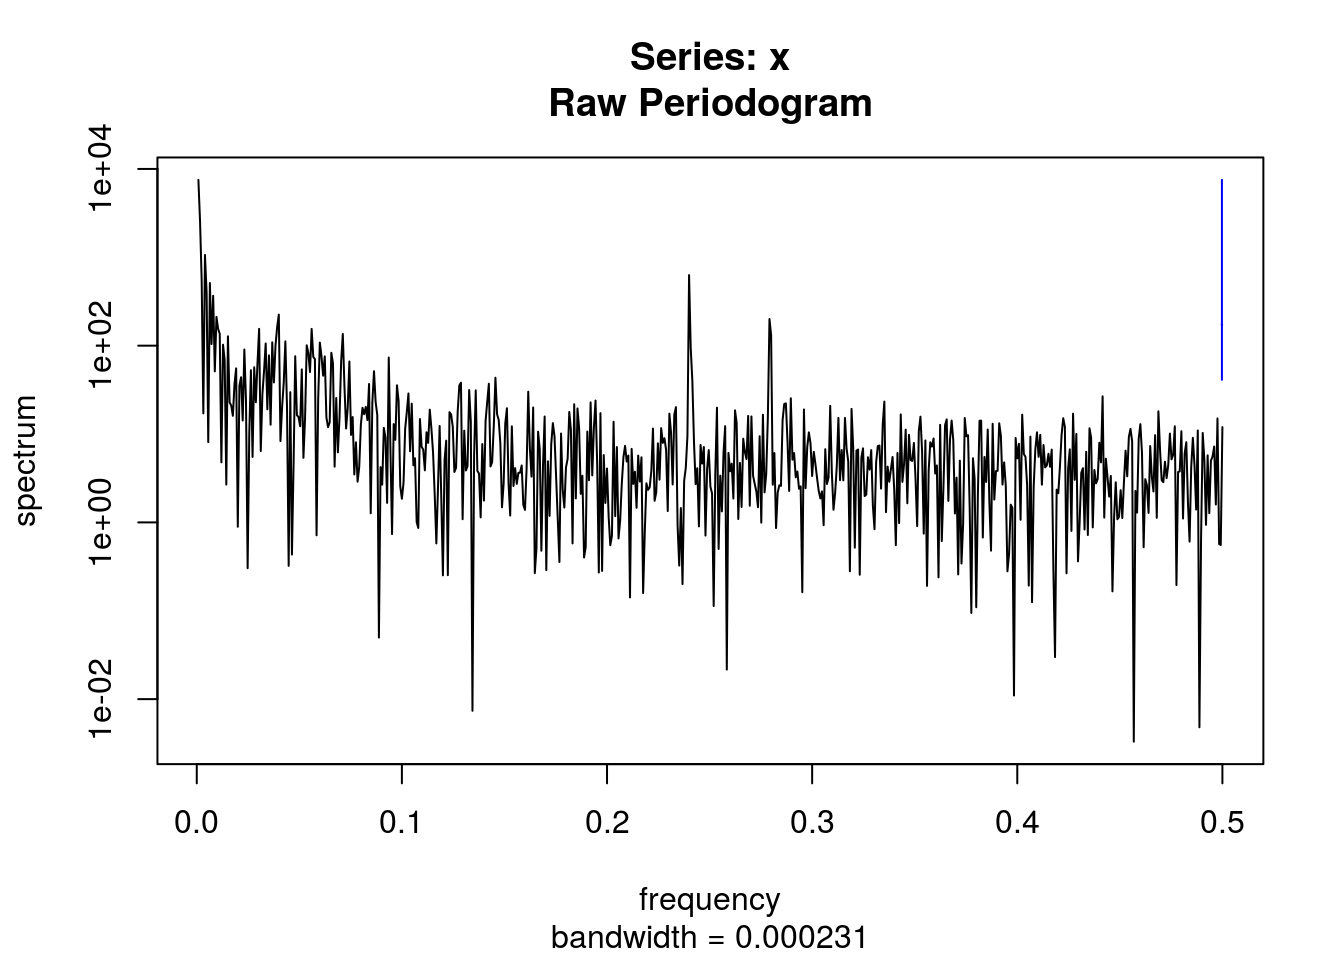 Series: x
Raw Periodogram
spectrum
1e+04
1e+02
1e+00
1e-02
0.0 0.1 0.2 0.3 0.4 0.5
frequency
bandwidth = 0.000231